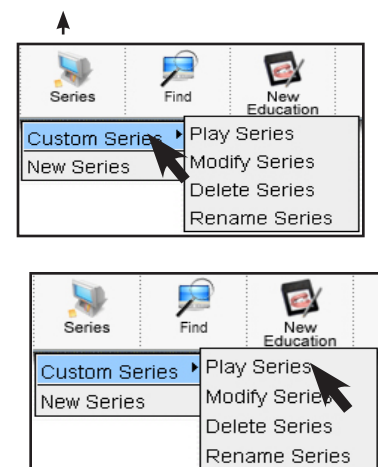 Series Find New
Education
Custom Series Play Series
New Series Modify Series
Delete Series
Rename Series
Series Find New
Education
Custom Series Play Series
New Series Modify Series
Delete Series
Rename Series